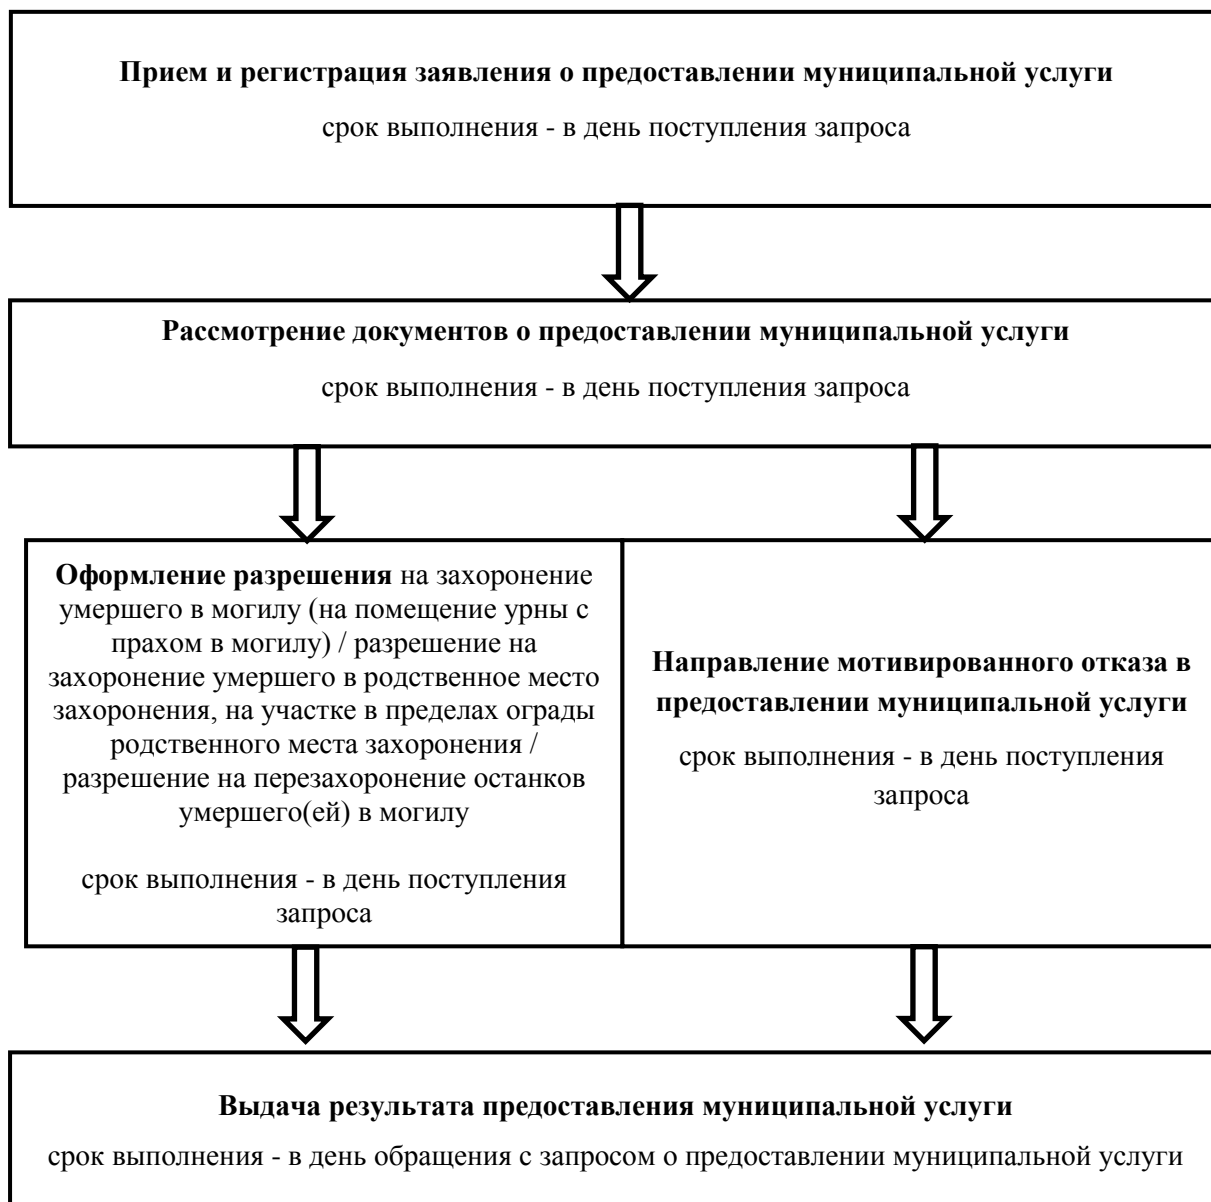 Прием и регистрация заявления о предоставлении муниципальной услуги
срок выполнения - в день поступления запроса
Рассмотрение документов о предоставлении муниципальной услуги
срок выполнения - в день поступления запроса
Оформление разрешения на захоронение
умершего в могилу (на помещение урны с
прахом в могилу) / разрешение на
захоронение умершего в родственное место
захоронения, на участке в пределах ограды
родственного места захоронения /
разрешение на перезахоронение останков
умершего(ей) в могилу
срок выполнения - в день поступления
запроса
Направление мотивированного отказа в
предоставлении муниципальной услуги
срок выполнения - в день поступления
запроса
Выдача результата предоставления муниципальной услуги
срок выполнения - в день обращения с запросом о предоставлении муниципальной услуги